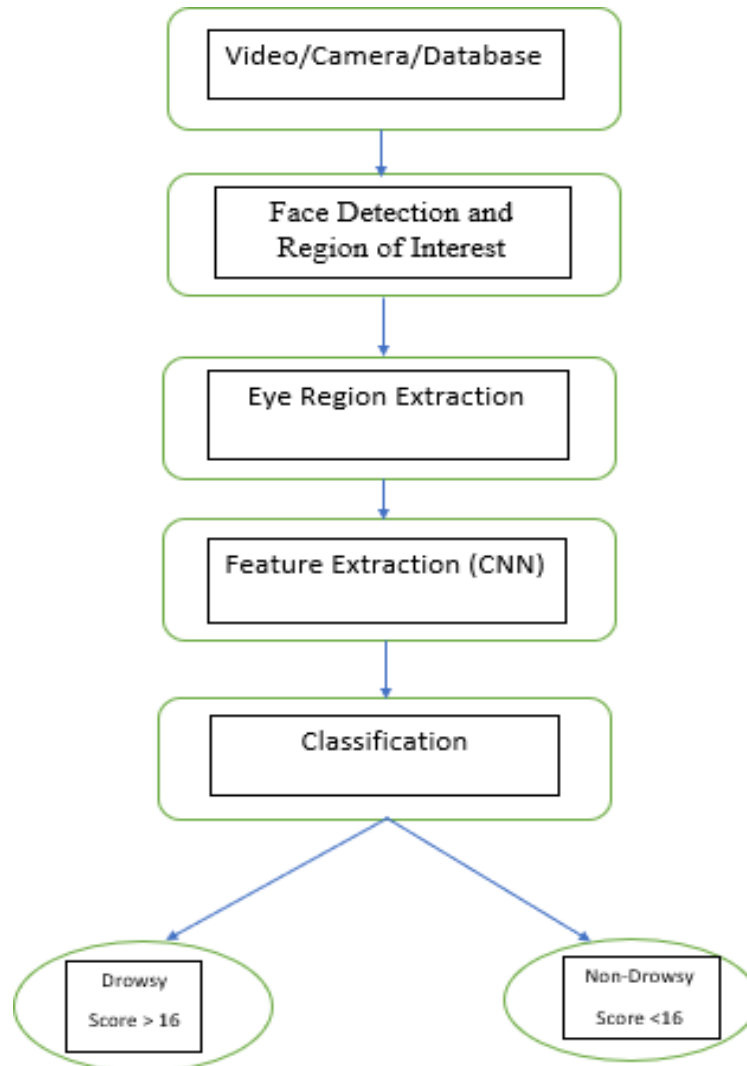 Video/Camera/Database
Face Detection and
Region of Interest
Eye Region Extraction
Feature Extraction (CNN)
Classification
Drowsy
Score > 16
Non-Drowsy
Score <16